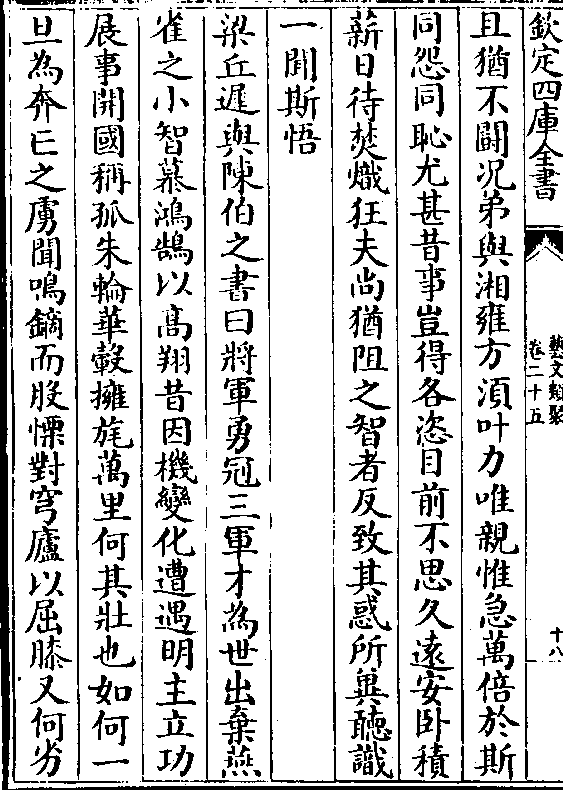 欽定四庫全書
藝文類聚
卷二十五
十八
且猶不鬭况弟與湘雍方湏叶力唯親惟急萬倍於斯
同怨同恥尤甚昔事豈得各恣目前不思久遠安卧積
薪日待焚熾狂夫尚猶阻之智者反致其惑所兾聽識
一聞斯悟
梁丘遲與陳伯之書曰將軍勇冠三軍才為世出棄燕
雀之小智慕鴻鵠以髙翔昔因機變化遭遇明主立功
展事開國稱孤朱輪華轂擁旄萬里何其壯也如何一
旦為奔亡之虜聞鳴鏑而股慄對穹廬以屈膝又何劣